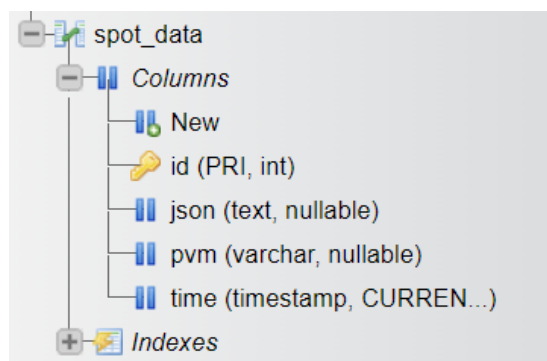 spot_data
Columns
New
id (PRI, int)
json (text, nullable)
pvm (varchar, nullable)
time (timestamp, CURREN...)
Indexes